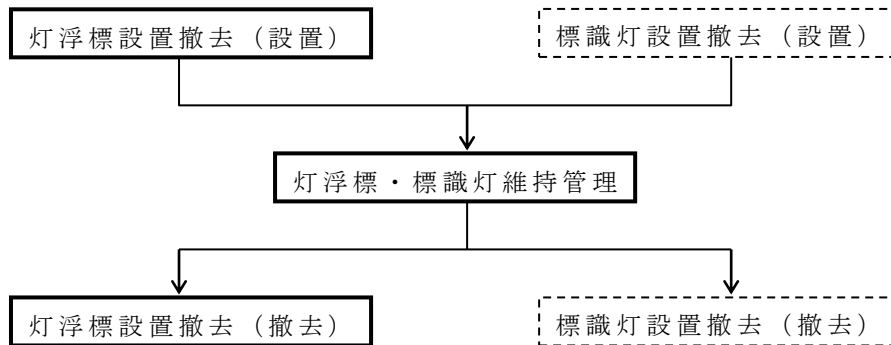 灯浮標設置撤去（設置）
標識灯設置撤去（設置）
灯浮標・標識灯維持管理
灯浮標設置撤去（撤去）
標識灯設置撤去（撤去）